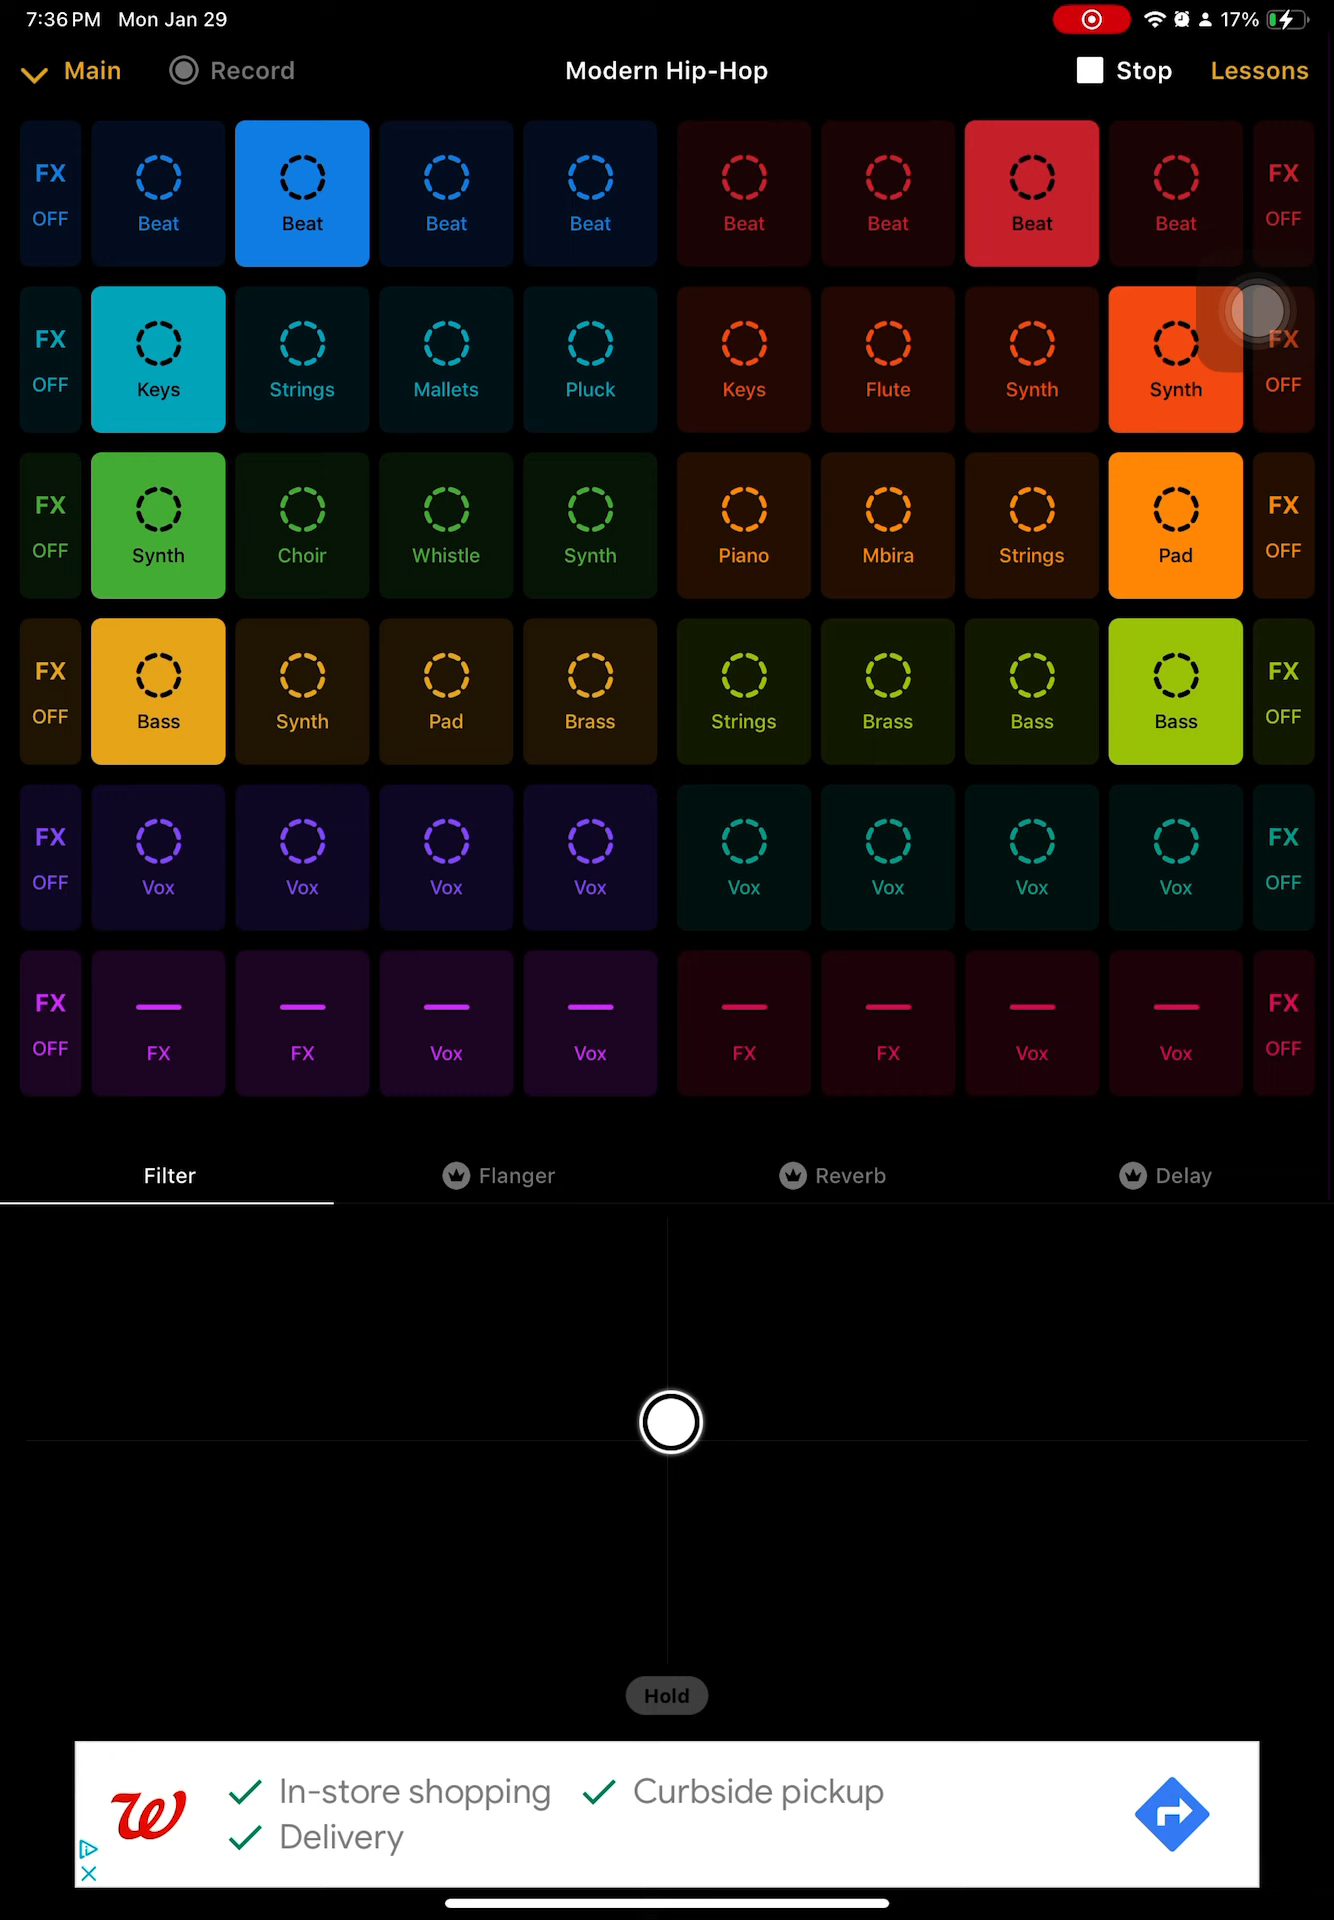 7:36 PM Mon Jan 29 17%
Main Record Modern Hip-Hop Stop Lessons
FX Beat Beat Beat Beat Beat Beat Beat Beat FX
OFF OFF
FX Keys Strings Mallets Pluck Keys Flute Synth Synth FX
OFF OFF
FX Synth Choir Whistle Synth Piano Mbira Strings Pad FX
OFF OFF
FX Bass Synth Pad Brass Strings Brass Bass Bass FX
OFF OFF
FX Vox Vox Vox Vox Vox Vox Vox Vox FX
OFF OFF
FX FX FX Vox Vox FX FX Vox Vox FX
OFF OFF
Filter Flanger Reverb Delay
Hold
W In-store shopping Curbside pickup
Delivery